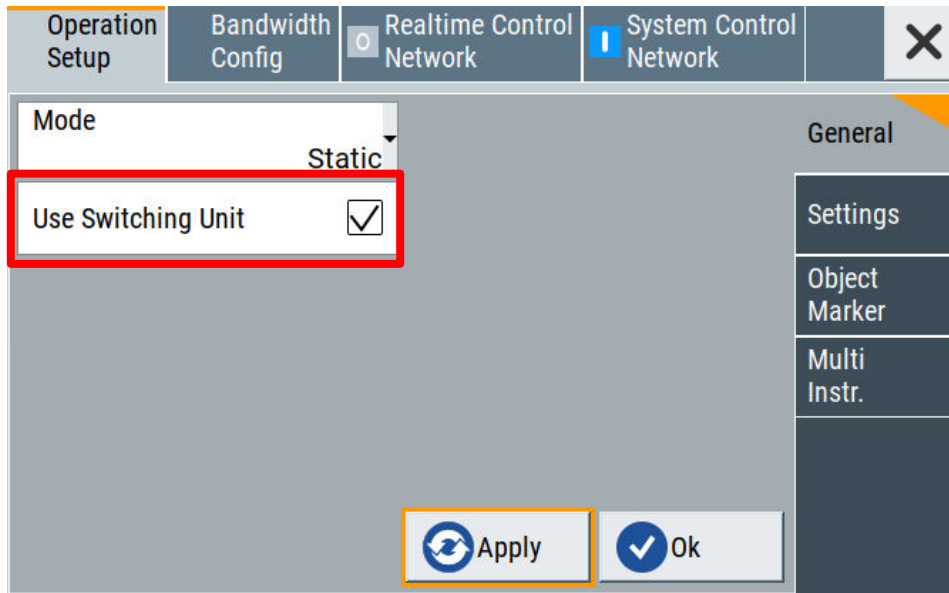 Operation
Setup
Bandwidth
Config
O
Realtime Control
Network
I
System Control
Network
Mode
Static
Use Switching Unit
General
Settings
Object
Marker
Multi
Instr.
Apply
Ok